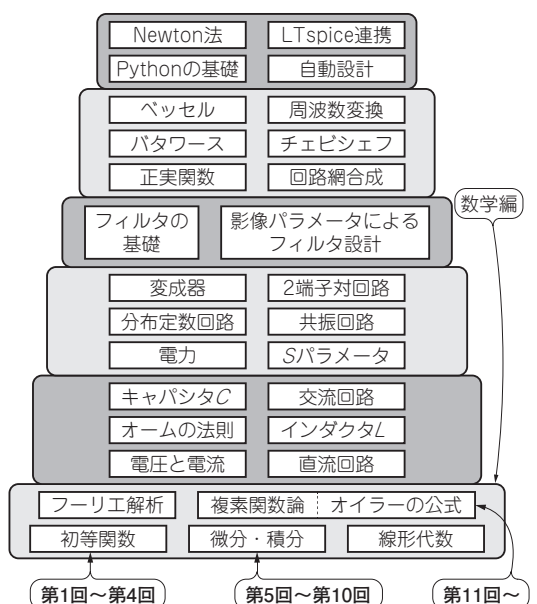 Newton法 LTspice連携
Pythonの基礎 自動設計
ベッセル 周波数変換
バタワース チェビシェフ
正実関数 回路網合成
数学編
フィルタの
基礎
影像パラメータによる
フィルタ設計
変成器 2端子対回路
分布定数回路 共振回路
電力 Sパラメータ
キャパシタC 交流回路
オームの法則 インダクタL
電圧と電流 直流回路
フーリエ解析 複素関数論 オイラーの公式
初等関数 微分・積分 線形代数
第1回～第4回 第5回～第10回 第11回～